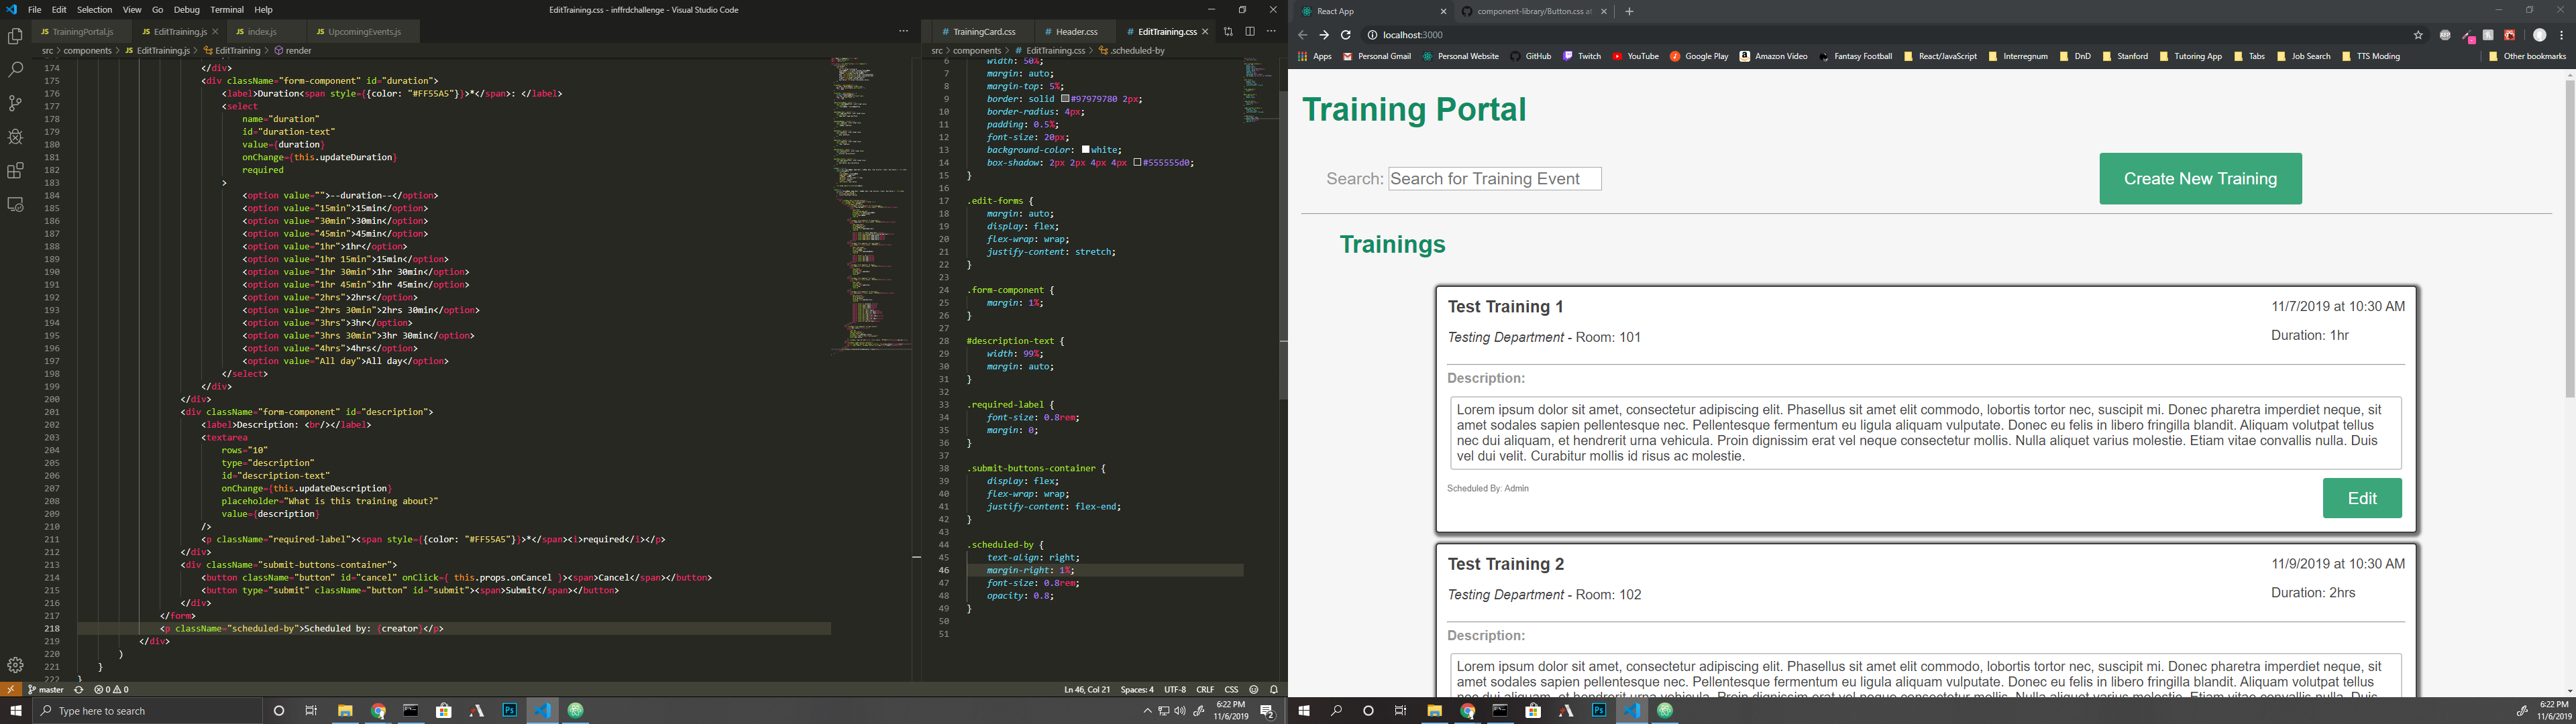 File Edit Selection View Go Debug Terminal Help
EditTraining.css - inffrdchallenge - Visual Studio Code
JS TrainingPortal.js
JS EditTraining.js
JS index.js
JS UpcomingEvents.js
src > components > JS EditTraining.js > EditTraining > render
174 </div>
175 <div className="form-component" id="duration">
176 <label>Duration<span style={{color: "#FF55A5"}}>*</span>: </label>
177 <select
178 name="duration"
179 id="duration-text"
180 value={duration}
181 onChange={this.updateDuration}
182 required
183 >
184 <option value="">--duration--</option>
185 <option value="15min">15min</option>
186 <option value="30min">30min</option>
187 <option value="45min">45min</option>
188 <option value="1hr">1hr</option>
189 <option value="1hr 15min">15min</option>
190 <option value="1hr 30min">1hr 30min</option>
191 <option value="1hr 45min">1hr 45min</option>
192 <option value="2hrs">2hrs</option>
193 <option value="2hrs 30min">2hrs 30min</option>
194 <option value="3hrs">3hr</option>
195 <option value="3hrs 30min">3hr 30min</option>
196 <option value="4hrs">4hrs</option>
197 <option value="All day">All day</option>
198 </select>
199 </div>
200 </div>
201 <div className="form-component" id="description">
202 <label>Description: <br/></label>
203 <textarea
204 rows="10"
205 type="description"
206 id="description-text"
207 onChange={this.updateDescription}
208 placeholder="What is this training about?"
209 value={description}
210 />
211 <p className="required-label"><span style={{color: "#FF55A5"}}>*</span><i>required</i></p>
212 </div>
213 <div className="submit-buttons-container">
214 <button className="button" id="cancel" onClick={ this.props.onCancel }><span>Cancel</span></button>
215 <button type="submit" className="button" id="submit"><span>Submit</span></button>
216 </div>
217 </form>
218 <p className="scheduled-by">Scheduled by: {creator}</p>
219 </div>
220 )
221 }
222 }
# TrainingCard.css
# Header.css
# EditTraining.css
src > components > # EditTraining.css > .scheduled-by
6 width: 50%;
7 margin: auto;
8 margin-top: 5%;
9 border: solid #97979780 2px;
10 border-radius: 4px;
11 padding: 0.5%;
12 font-size: 20px;
13 background-color: white;
14 box-shadow: 2px 2px 4px 4px #555555d0;
15 }
16
17 .edit-forms {
18 margin: auto;
19 display: flex;
20 flex-wrap: wrap;
21 justify-content: stretch;
22 }
23
24 .form-component {
25 margin: 1%;
26 }
27
28 #description-text {
29 width: 99%;
30 margin: auto;
31 }
32
33 .required-label {
34 font-size: 0.8rem;
35 margin: 0;
36 }
37
38 .submit-buttons-container {
39 display: flex;
40 flex-wrap: wrap;
41 justify-content: flex-end;
42 }
43
44 .scheduled-by {
45 text-align: right;
46 margin-right: 1%;
47 font-size: 0.8rem;
48 opacity: 0.8;
49 }
50
51
master 0 0
Ln 46, Col 21 Spaces: 4 UTF-8 CRLF CSS
Type here to search
6:22 PM
11/6/2019
2
React App
component-library/Button.css at
localhost:3000
Apps Personal Gmail Personal Website GitHub Twitch YouTube Google Play Amazon Video Fantasy Football React/JavaScript Interregnum DnD Stanford Tutoring App Tabs Job Search TTS Moding Other bookmarks
Training Portal
Search: Search for Training Event
Create New Training
Trainings
Test Training 1
11/7/2019 at 10:30 AM
Testing Department - Room: 101
Duration: 1hr
Description:
Lorem ipsum dolor sit amet, consectetur adipiscing elit. Phasellus sit amet elit commodo, lobortis tortor nec, suscipit mi. Donec pharetra imperdiet neque, sit
amet sodales sapien pellentesque nec. Pellentesque fermentum eu ligula aliquam vulputate. Donec eu felis in libero fringilla blandit. Aliquam volutpat tellus
nec dui aliquam, et hendrerit urna vehicula. Proin dignissim erat vel neque consectetur mollis. Nulla aliquet varius molestie. Etiam vitae convallis nulla. Duis
vel dui velit. Curabitur mollis id risus ac molestie.
Scheduled By: Admin
Edit
Test Training 2
11/9/2019 at 10:30 AM
Testing Department - Room: 102
Duration: 2hrs
Description:
Lorem ipsum dolor sit amet, consectetur adipiscing elit. Phasellus sit amet elit commodo, lobortis tortor nec, suscipit mi. Donec pharetra imperdiet neque, sit
amet sodales sapien pellentesque nec. Pellentesque fermentum eu ligula aliquam vulputate. Donec eu felis in libero fringilla blandit. Aliquam volutpat tellus
nec dui aliquam, et hendrerit urna vehicula. Proin dignissim erat vel neque consectetur mollis. Nulla aliquet varius molestie. Etiam vitae convallis nulla. Duis
6:22 PM
11/6/2019